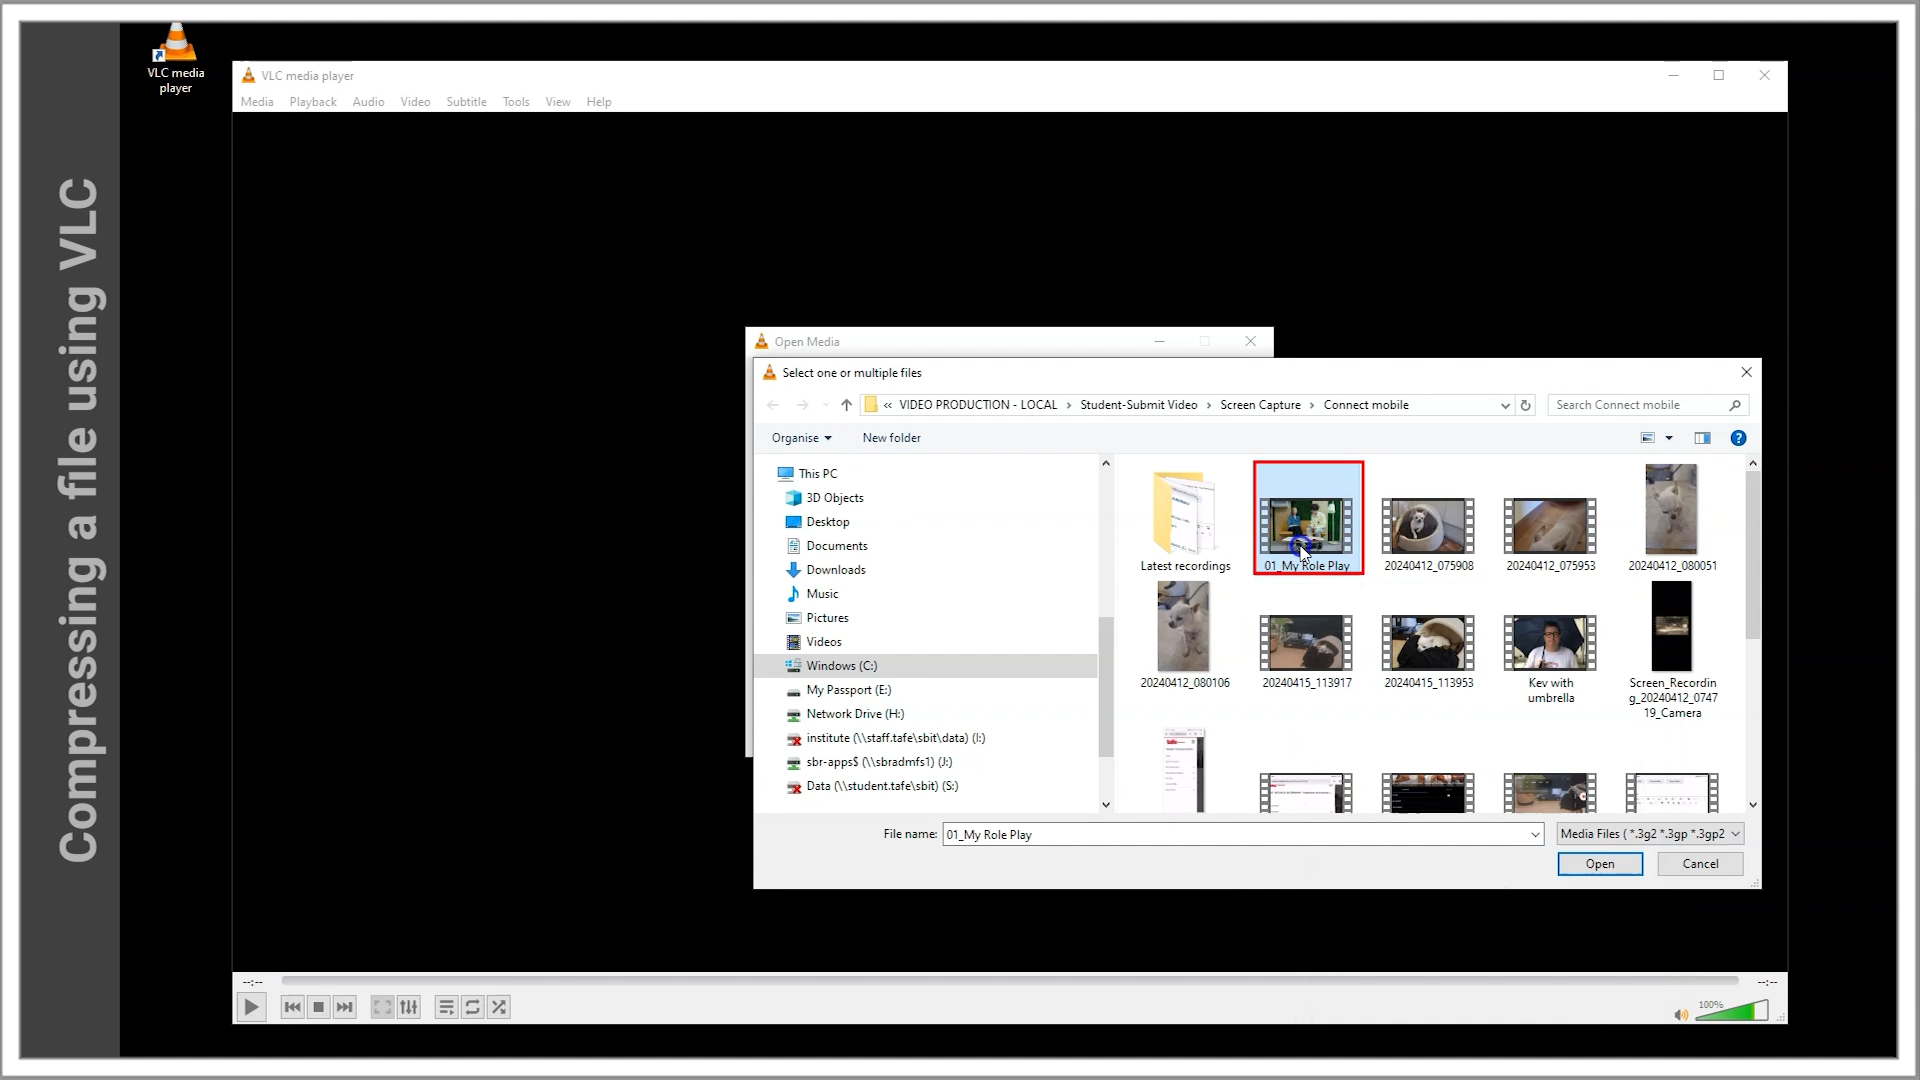 Compressing a file using VLC
VLC media
player
VLC media player
Media Playback Audio Video Subtitle Tools View Help
Open Media
Select one or multiple files
« VIDEO PRODUCTION - LOCAL › Student-Submit Video › Screen Capture › Connect mobile
Search Connect mobile
Organise
New folder
This PC
3D Objects
Desktop
Documents
Downloads
Music
Pictures
Videos
Windows (C:)
My Passport (E:)
Network Drive (H:)
institute (\\staff.tafe\sbit\data) (I:)
sbr-apps$ (\\sbradmfs1) (J:)
Data (\\student.tafe\sbit) (S:)
Latest recordings
01_My Role Play
20240412_075908
20240412_075953
20240412_080051
20240412_080106
20240415_113917
20240415_113953
Kev with
umbrella
Screen_Recordin
g_20240412_0747
19_Camera
File name: 01_My Role Play
Media Files ( *.3g2 *.3gp *.3gp2
Open
Cancel
--:--
--:--
100%